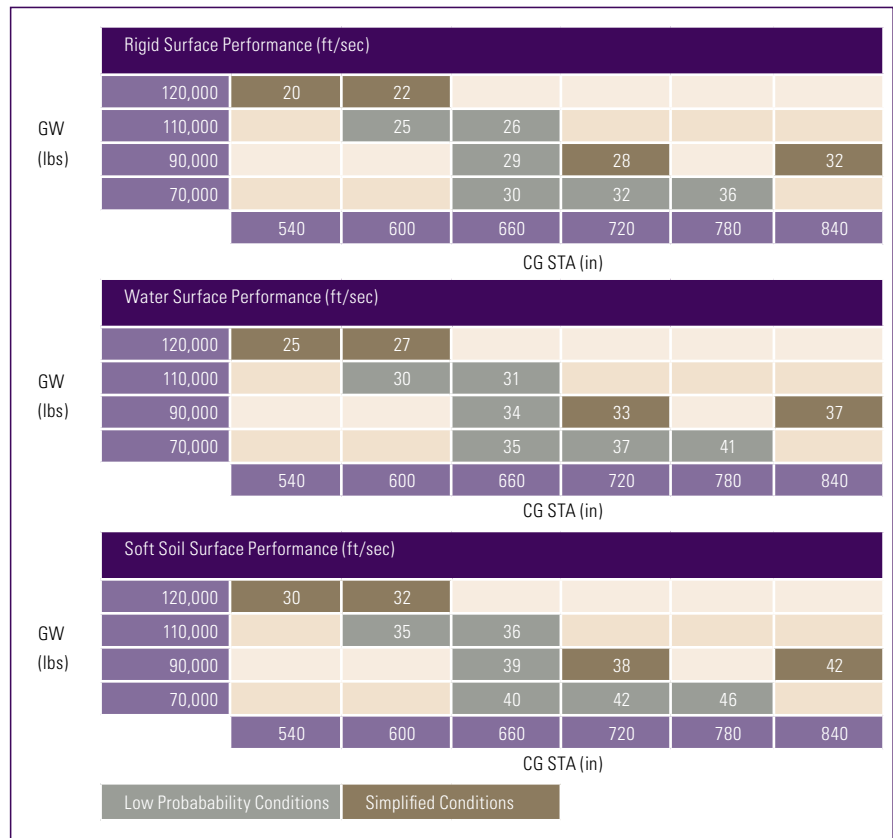 Rigid Surface Performance (ft/sec)
GW
(lbs)
120,000 20 22
110,000 25 26
90,000 29 28 32
70,000 30 32 36
540 600 660 720 780 840
CG STA (in)
Water Surface Performance (ft/sec)
GW
(lbs)
120,000 25 27
110,000 30 31
90,000 34 33 37
70,000 35 37 41
540 600 660 720 780 840
CG STA (in)
Soft Soil Surface Performance (ft/sec)
GW
(lbs)
120,000 30 32
110,000 35 36
90,000 39 38 42
70,000 40 42 46
540 600 660 720 780 840
CG STA (in)
Low Probabability Conditions Simplified Conditions